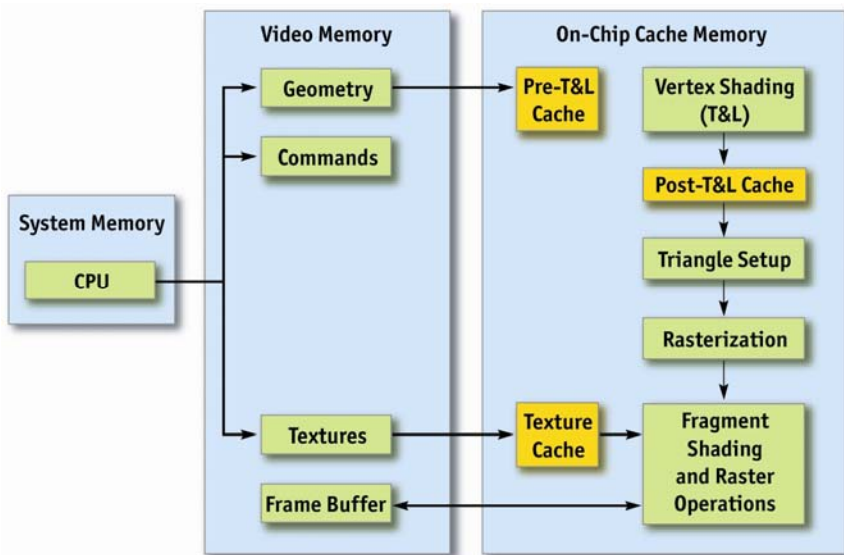 Video Memory
On-Chip Cache Memory
Geometry
Pre-T&L
Cache
Vertex Shading
(T&L)
Commands
Post-T&L Cache
System Memory
CPU
Triangle Setup
Rasterization
Textures
Texture
Cache
Fragment
Shading
and Raster
Operations
Frame Buffer